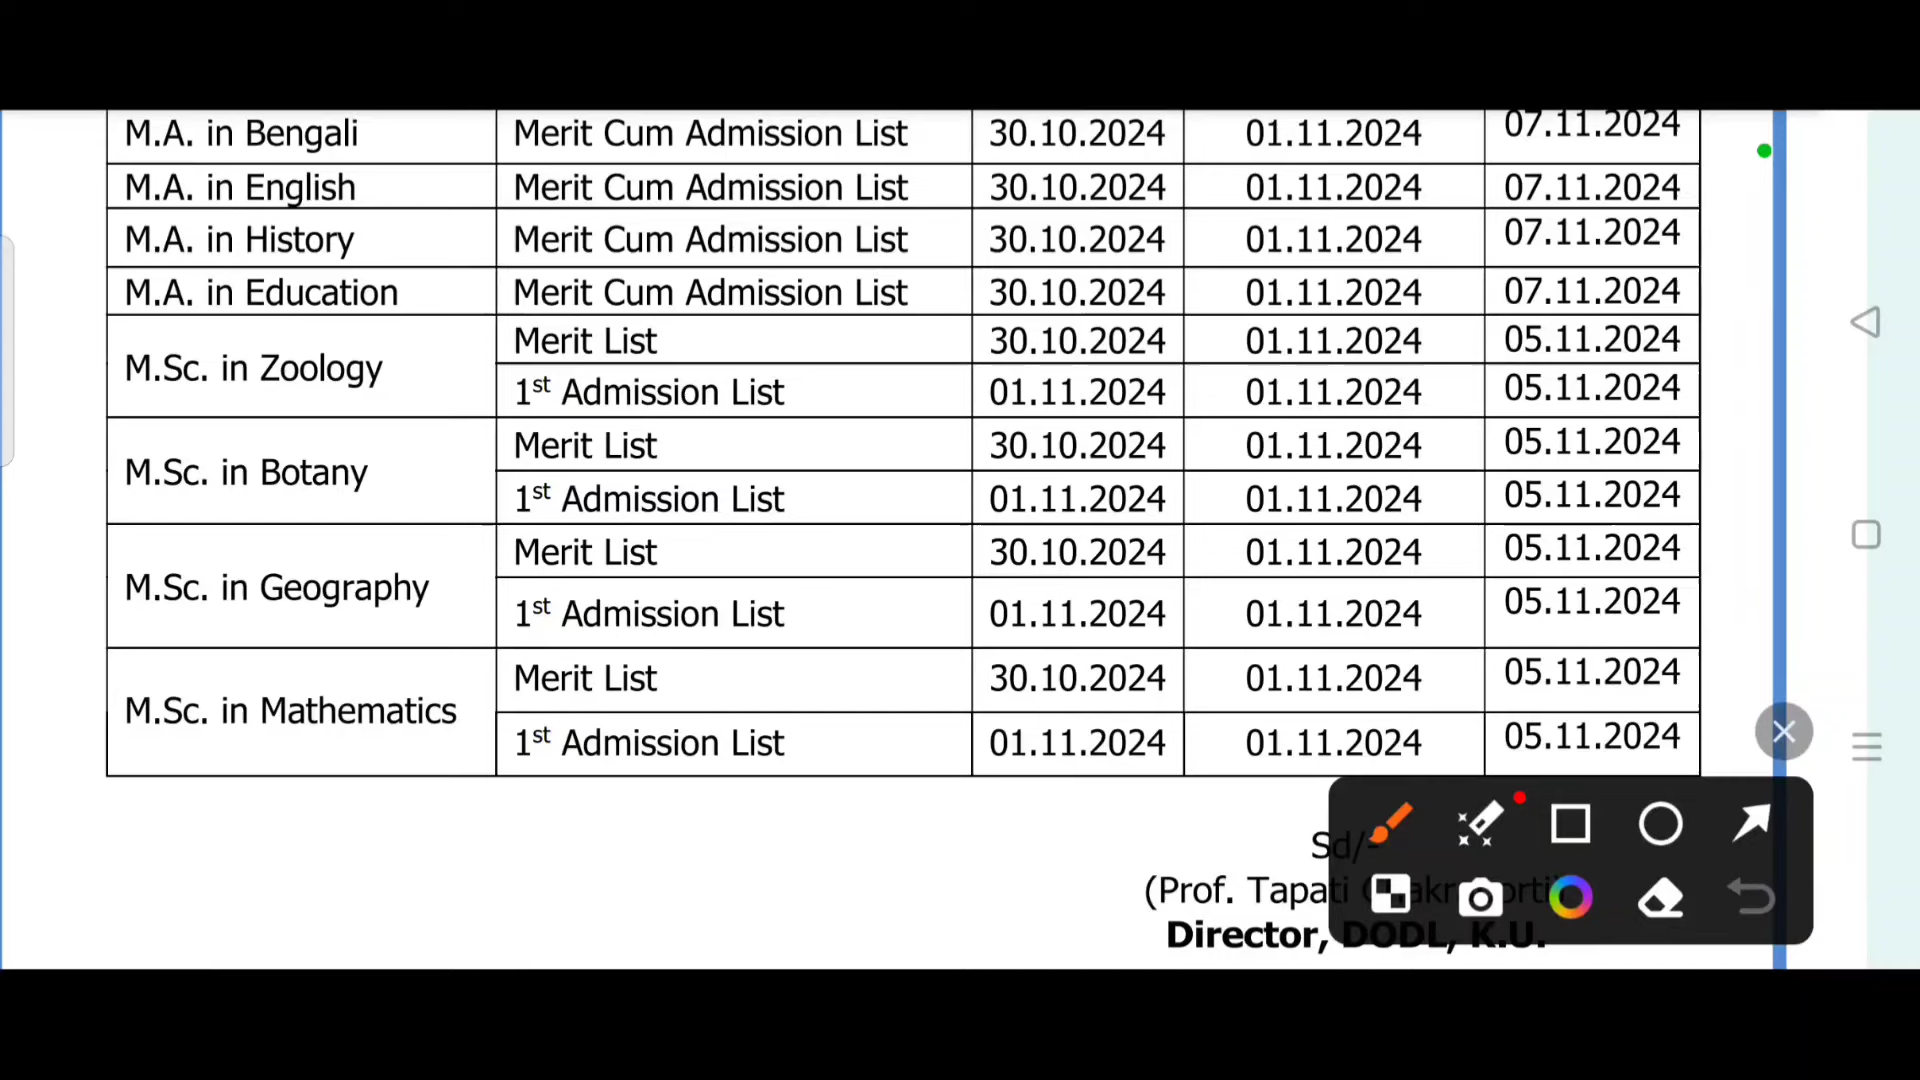 M.A. in Bengali Merit Cum Admission List 30.10.2024 01.11.2024 07.11.2024
M.A. in English Merit Cum Admission List 30.10.2024 01.11.2024 07.11.2024
M.A. in History Merit Cum Admission List 30.10.2024 01.11.2024 07.11.2024
M.A. in Education Merit Cum Admission List 30.10.2024 01.11.2024 07.11.2024
M.Sc. in Zoology Merit List 30.10.2024 01.11.2024 05.11.2024
1st Admission List 01.11.2024 01.11.2024 05.11.2024
M.Sc. in Botany Merit List 30.10.2024 01.11.2024 05.11.2024
1st Admission List 01.11.2024 01.11.2024 05.11.2024
M.Sc. in Geography Merit List 30.10.2024 01.11.2024 05.11.2024
1st Admission List 01.11.2024 01.11.2024 05.11.2024
M.Sc. in Mathematics Merit List 30.10.2024 01.11.2024 05.11.2024
1st Admission List 01.11.2024 01.11.2024 05.11.2024
Sd/-
(Prof. Tapati
Director, DODL, K.U.